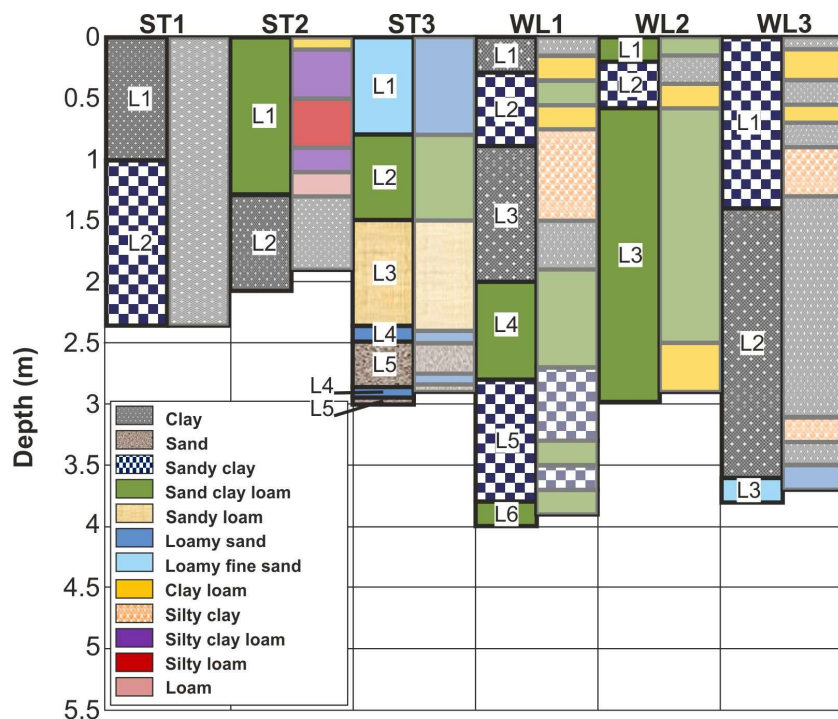 ST1 ST2 ST3 WL1 WL2 WL3
Depth (m)
0
0.5
1
1.5
2
2.5
3
3.5
4
4.5
5
5.5
L1
L2
L1
L2
L1
L2
L3
L4
L5
L4
L5
L1
L2
L3
L4
L5
L6
L1
L2
L3
L1
L2
L3
Clay
Sand
Sandy clay
Sand clay loam
Sandy loam
Loamy sand
Loamy fine sand
Clay loam
Silty clay
Silty clay loam
Silty loam
Loam